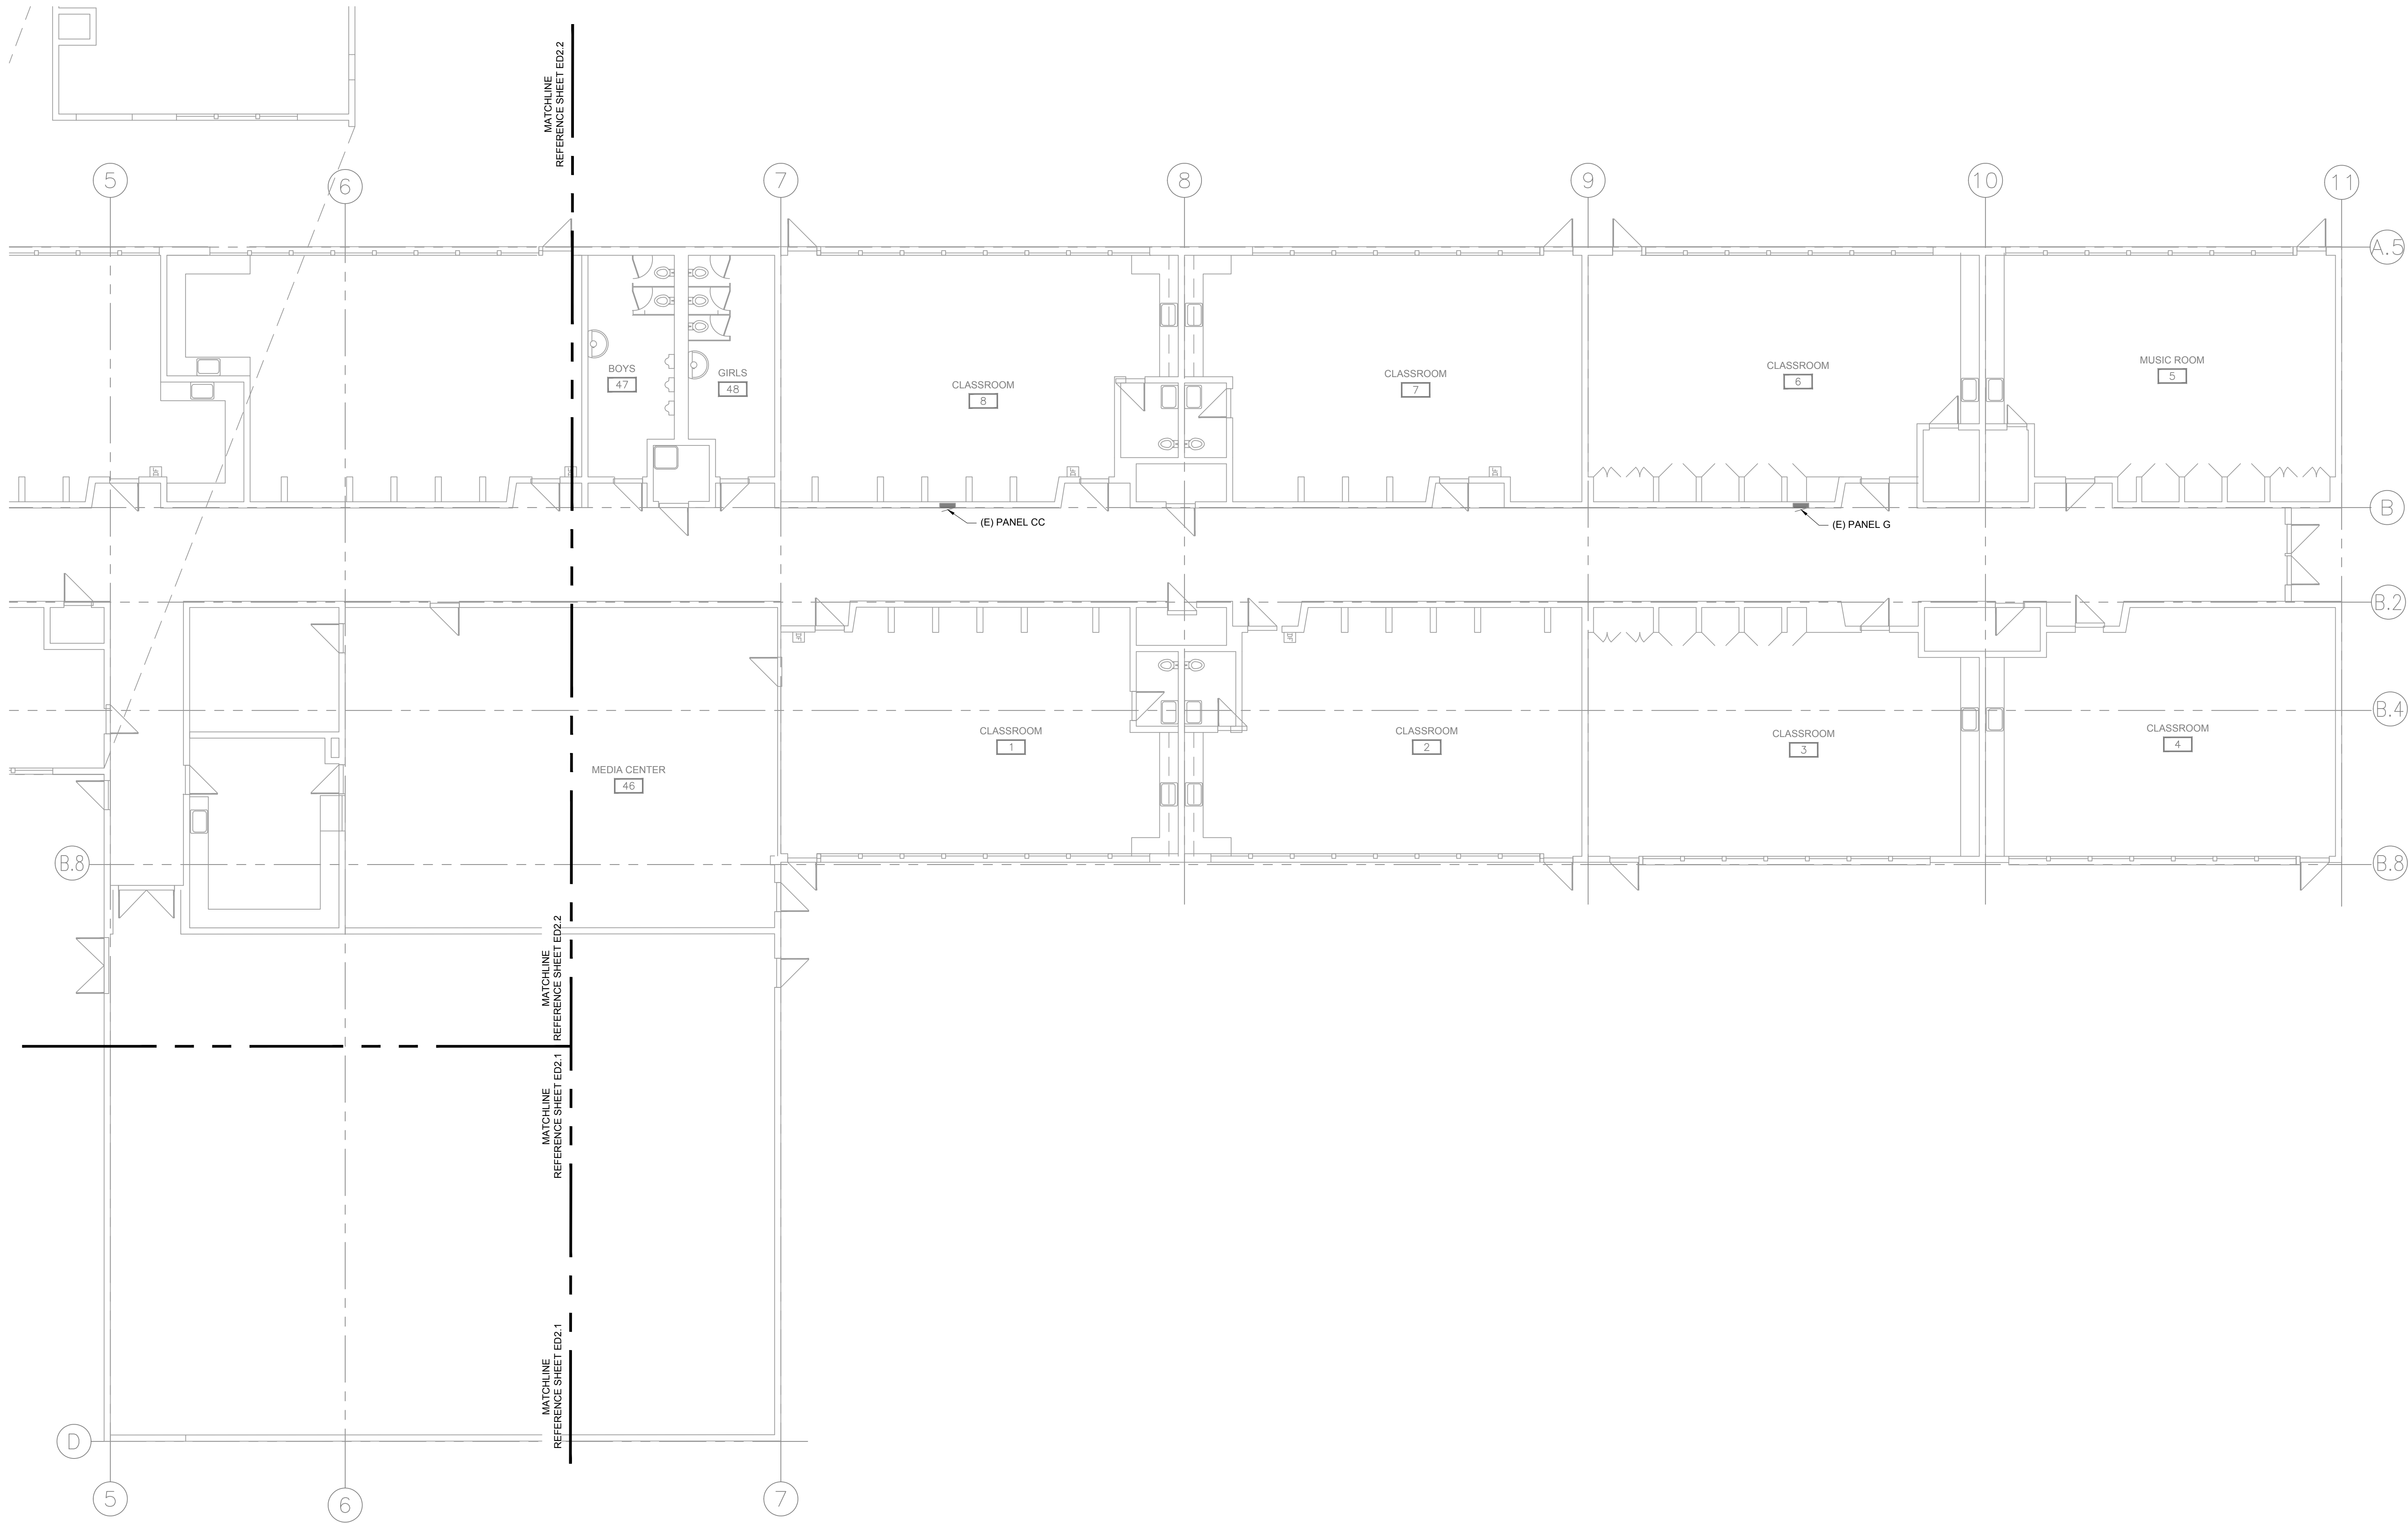 MATCHLINE
REFERENCE SHEET ED2.2
5
6
7
8
9
10
11
A.5
BOYS
47
GIRLS
48
CLASSROOM
8
CLASSROOM
7
CLASSROOM
6
MUSIC ROOM
5
(E) PANEL CC
(E) PANEL G
B
B.2
B.4
MEDIA CENTER
46
CLASSROOM
1
CLASSROOM
2
CLASSROOM
3
CLASSROOM
4
B.8
B.8
MATCHLINE
REFERENCE SHEET ED2.2
MATCHLINE
REFERENCE SHEET ED2.1
MATCHLINE
REFERENCE SHEET ED2.1
D
5
6
7